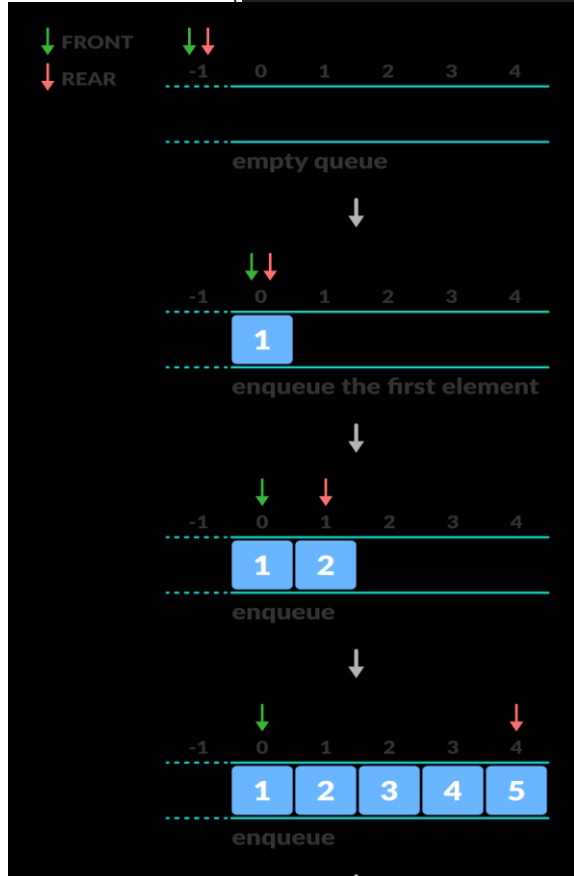 FRONT
REAR
-1 0 1 2 3 4
empty queue
-1 0 1 2 3 4
1
enqueue the first element
-1 0 1 2 3 4
1 2
enqueue
-1 0 1 2 3 4
1 2 3 4 5
enqueue